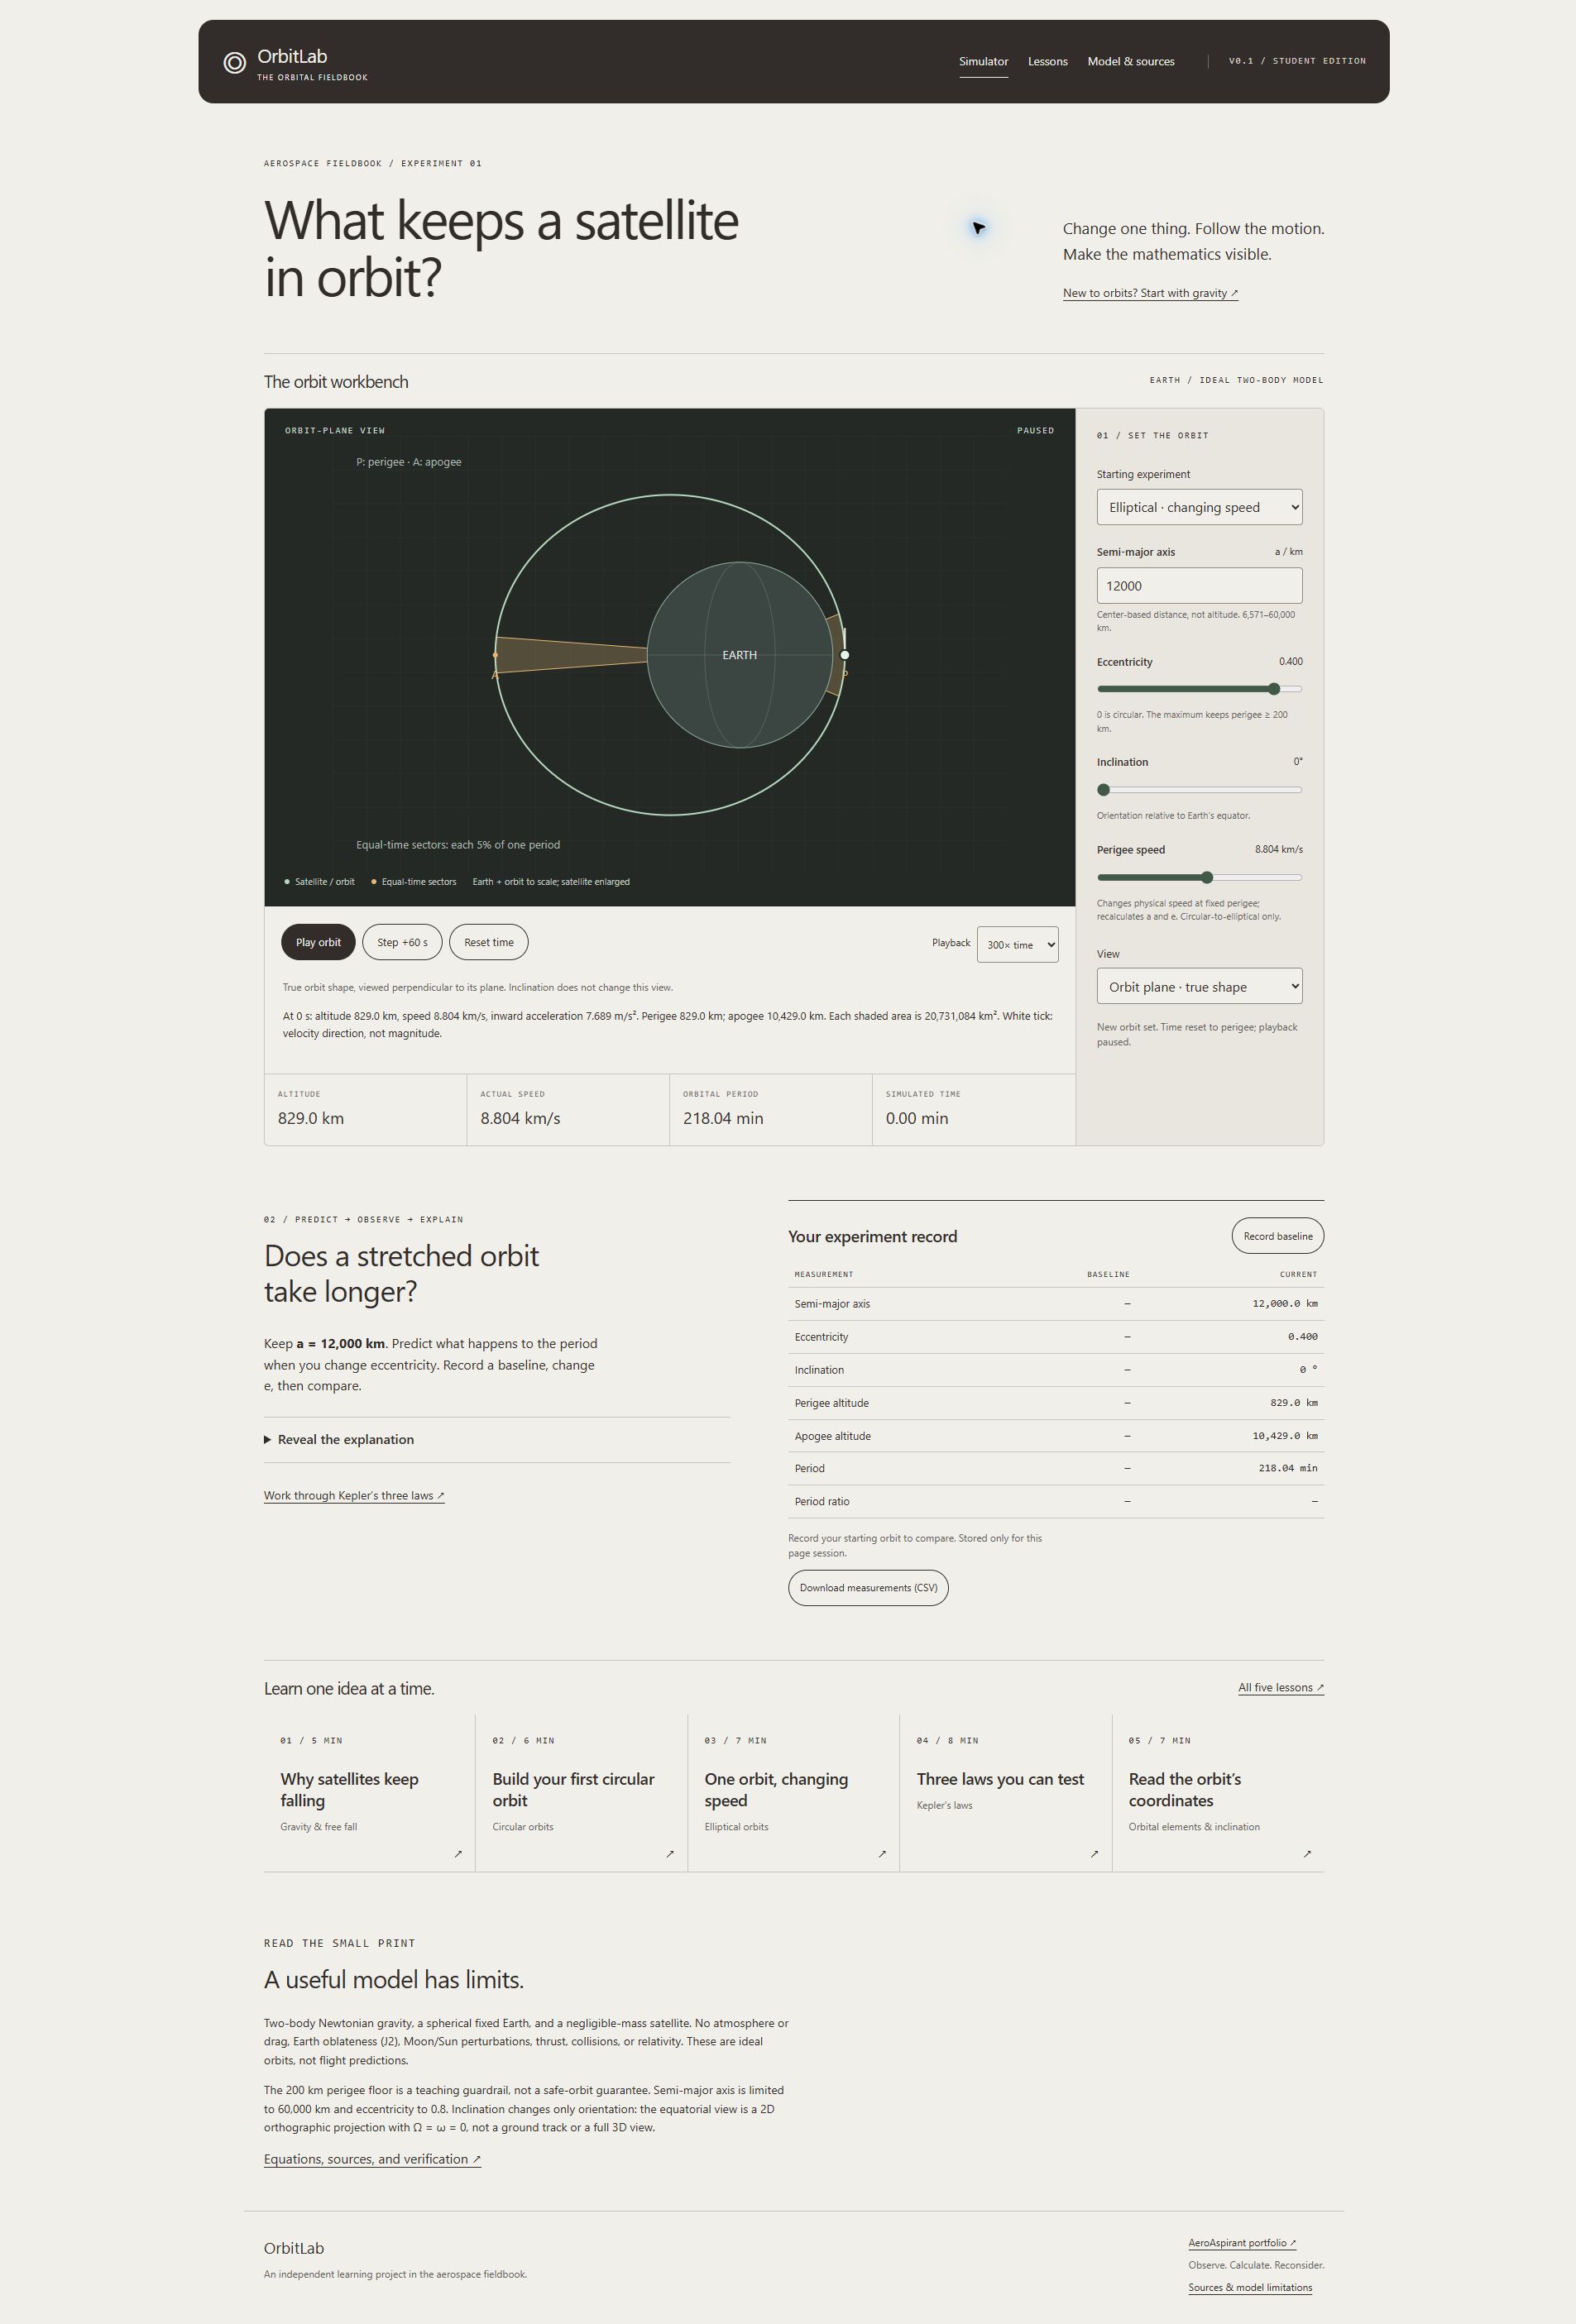 OrbitLab
THE ORBITAL FIELDBOOK
Simulator
Lessons
Model & sources
V0.1 / STUDENT EDITION
AEROSPACE FIELDBOOK / EXPERIMENT 01
What keeps a satellite
in orbit?
Change one thing. Follow the motion.
Make the mathematics visible.
New to orbits? Start with gravity ↗
The orbit workbench
EARTH / IDEAL TWO-BODY MODEL
ORBIT-PLANE VIEW
PAUSED
P: perigee · A: apogee
EARTH
A
P
Equal-time sectors: each 5% of one period
Satellite / orbit
Equal-time sectors
Earth + orbit to scale; satellite enlarged
Play orbit
Step +60 s
Reset time
Playback
300× time
True orbit shape, viewed perpendicular to its plane. Inclination does not change this view.
At 0 s: altitude 829.0 km, speed 8.804 km/s, inward acceleration 7.689 m/s². Perigee 829.0 km; apogee 10,429.0 km. Each shaded area is 20,731,084 km². White tick:
velocity direction, not magnitude.
ALTITUDE
829.0 km
ACTUAL SPEED
8.804 km/s
ORBITAL PERIOD
218.04 min
SIMULATED TIME
0.00 min
01 / SET THE ORBIT
Starting experiment
Elliptical · changing speed
Semi-major axis
a / km
12000
Center-based distance, not altitude. 6,571–60,000
km.
Eccentricity
0.400
0 is circular. The maximum keeps perigee ≥ 200
km.
Inclination
0°
Orientation relative to Earth's equator.
Perigee speed
8.804 km/s
Changes physical speed at fixed perigee;
recalculates a and e. Circular-to-elliptical only.
View
Orbit plane · true shape
New orbit set. Time reset to perigee; playback
paused.
02 / PREDICT → OBSERVE → EXPLAIN
Does a stretched orbit
take longer?
Keep a = 12,000 km. Predict what happens to the period
when you change eccentricity. Record a baseline, change
e, then compare.
Reveal the explanation
Work through Kepler's three laws ↗
Your experiment record
Record baseline
MEASUREMENT BASELINE CURRENT
Semi-major axis — 12,000.0 km
Eccentricity — 0.400
Inclination — 0 °
Perigee altitude — 829.0 km
Apogee altitude — 10,429.0 km
Period — 218.04 min
Period ratio — —
Record your starting orbit to compare. Stored only for this
page session.
Download measurements (CSV)
Learn one idea at a time.
All five lessons ↗
01 / 5 MIN
Why satellites keep
falling
Gravity & free fall
↗
02 / 6 MIN
Build your first circular
orbit
Circular orbits
↗
03 / 7 MIN
One orbit, changing
speed
Elliptical orbits
↗
04 / 8 MIN
Three laws you can test
Kepler's laws
↗
05 / 7 MIN
Read the orbit's
coordinates
Orbital elements & inclination
↗
READ THE SMALL PRINT
A useful model has limits.
Two-body Newtonian gravity, a spherical fixed Earth, and a negligible-mass satellite. No atmosphere or
drag, Earth oblateness (J2), Moon/Sun perturbations, thrust, collisions, or relativity. These are ideal
orbits, not flight predictions.
The 200 km perigee floor is a teaching guardrail, not a safe-orbit guarantee. Semi-major axis is limited
to 60,000 km and eccentricity to 0.8. Inclination changes only orientation: the equatorial view is a 2D
orthographic projection with Ω = ω = 0, not a ground track or a full 3D view.
Equations, sources, and verification ↗
OrbitLab
An independent learning project in the aerospace fieldbook.
AeroAspirant portfolio ↗
Observe. Calculate. Reconsider.
Sources & model limitations